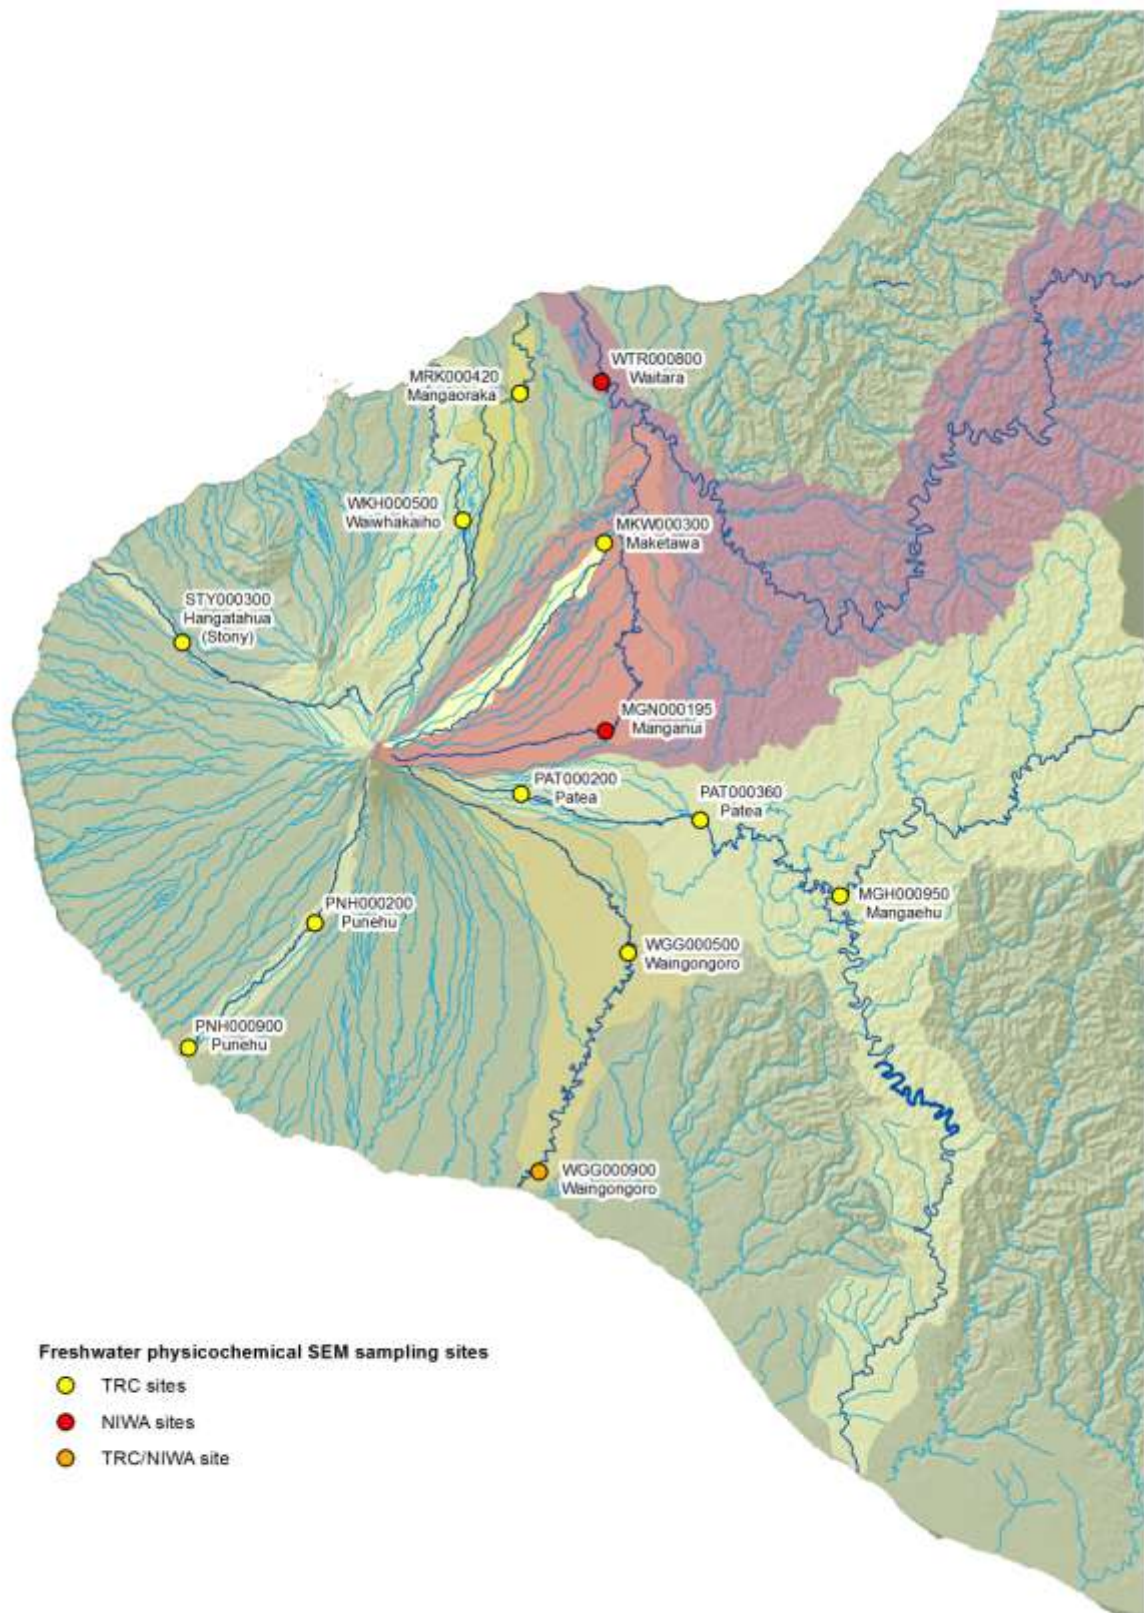 WTR000800
Waitara
MRK000420
Mangaoraka
WKH000500
Waiwhakaiho
MKW000300
Maketawa
STY000300
Hangatahua
(Stony)
MGN000195
Manganui
PAT000200
Patea
PAT000360
Patea
MGH000950
Mangaehu
PNH000200
Punehu
WGG000500
Waingongoro
PNH000900
Punehu
WGG000900
Waingongoro
Freshwater physicochemical SEM sampling sites
TRC sites
NIWA sites
TRC/NIWA site